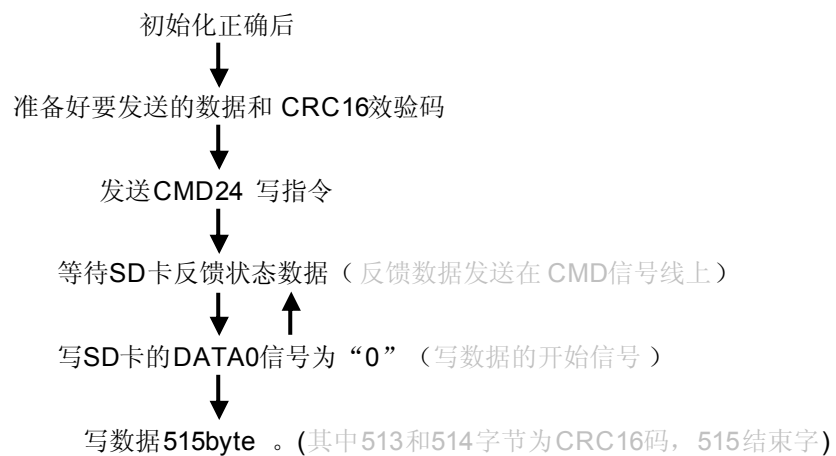 初始化正确后
准备好要发送的数据和 CRC16效验码
发送CMD24 写指令
等待SD卡反馈状态数据（反馈数据发送在 CMD信号线上）
写SD卡的DATA0信号为“0”（写数据的开始信号 ）
写数据515byte 。(其中513和514字节为CRC16码，515结束字)